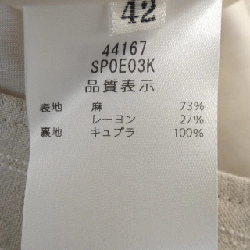 42
44167
SP0E03K
品質表示
表地 麻 73%
レーヨン 27%
裏地 キュプラ 100%